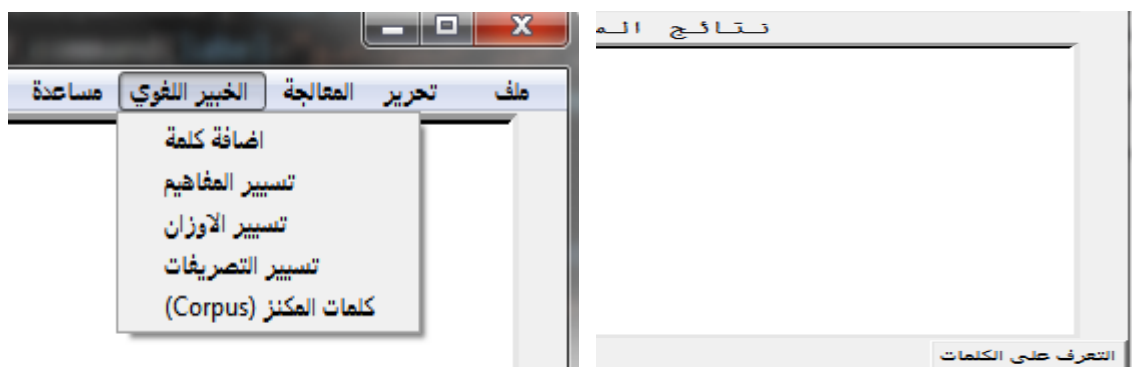 ملف تحرير المعالجة الخبير اللغوي مساعدة
اضافة كلمة
تسيير المفاهيم
تسيير الاوزان
تسيير التصريفات
كلمات المكنز (Corpus)
نتائج
التعرف على الكلمات